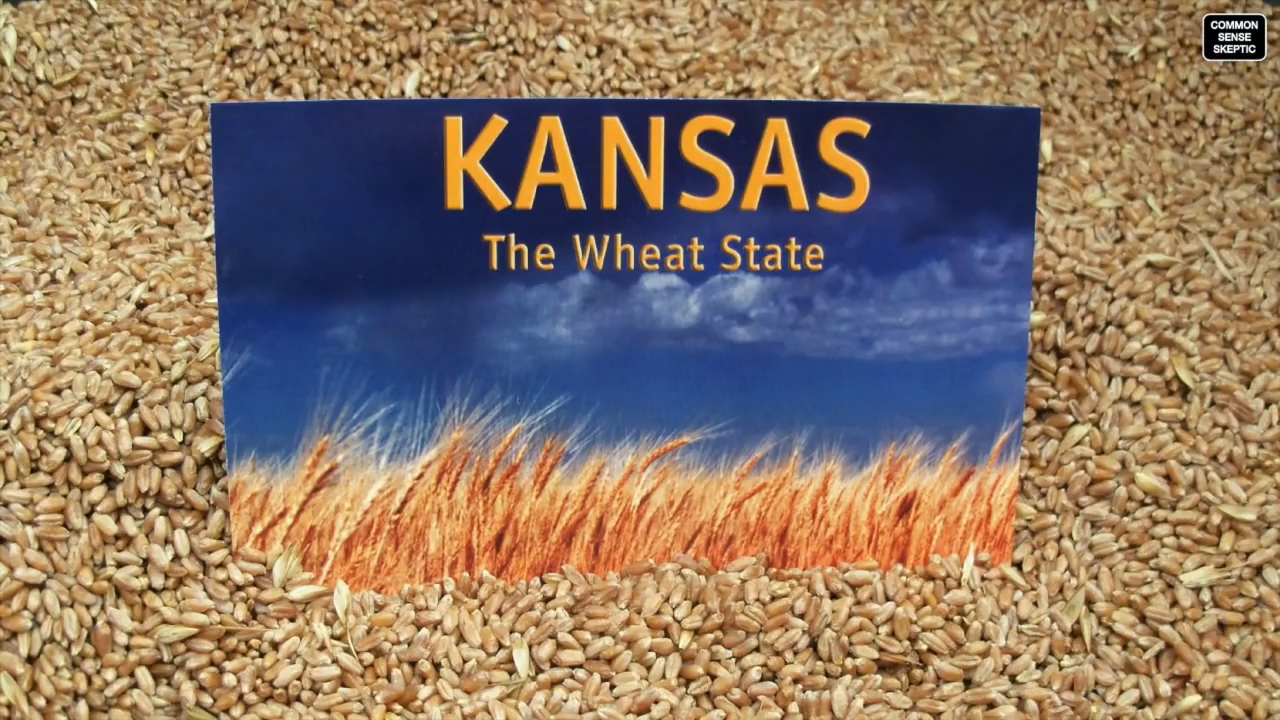 COMMON
SENSE
SKEPTIC
KANSAS
The Wheat State